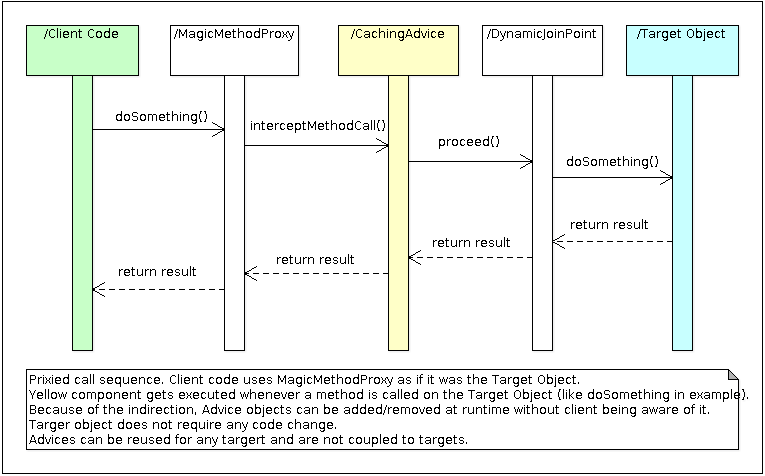 /Client Code /MagicMethodProxy /CachingAdvice /DynamicJoinPoint /Target Object
doSomething()
interceptMethodCall()
proceed()
doSomething()
return result
return result
return result
return result
Prixied call sequence. Client code uses MagicMethodProxy as if it was the Target Object.
Yellow component gets executed whenever a method is called on the Target Object (like doSomething in example).
Because of the indirection, Advice objects can be added/removed at runtime without client being aware of it.
Targer object does not require any code change.
Advices can be reused for any targert and are not coupled to targets.